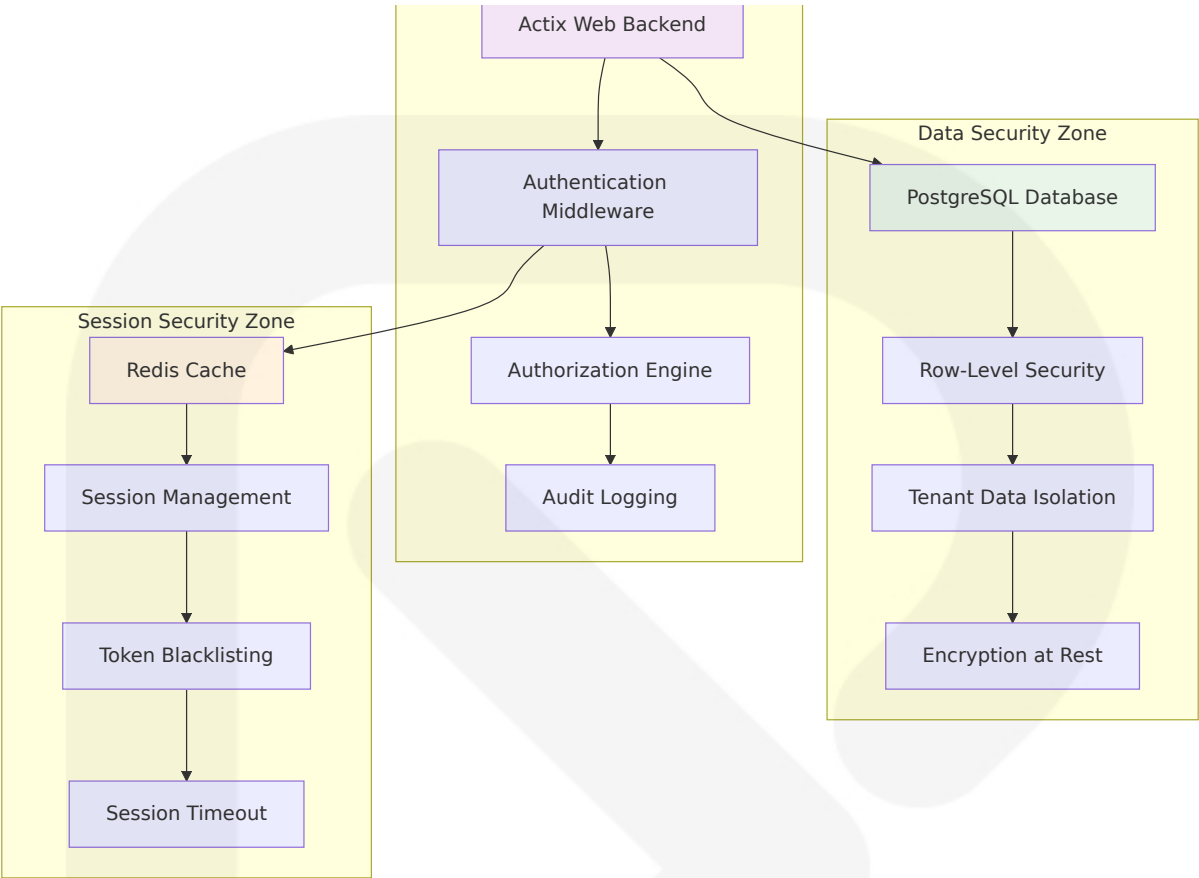 Actix Web Backend
Authentication
Middleware
Authorization Engine
Audit Logging
Data Security Zone
PostgreSQL Database
Row-Level Security
Tenant Data Isolation
Encryption at Rest
Session Security Zone
Redis Cache
Session Management
Token Blacklisting
Session Timeout